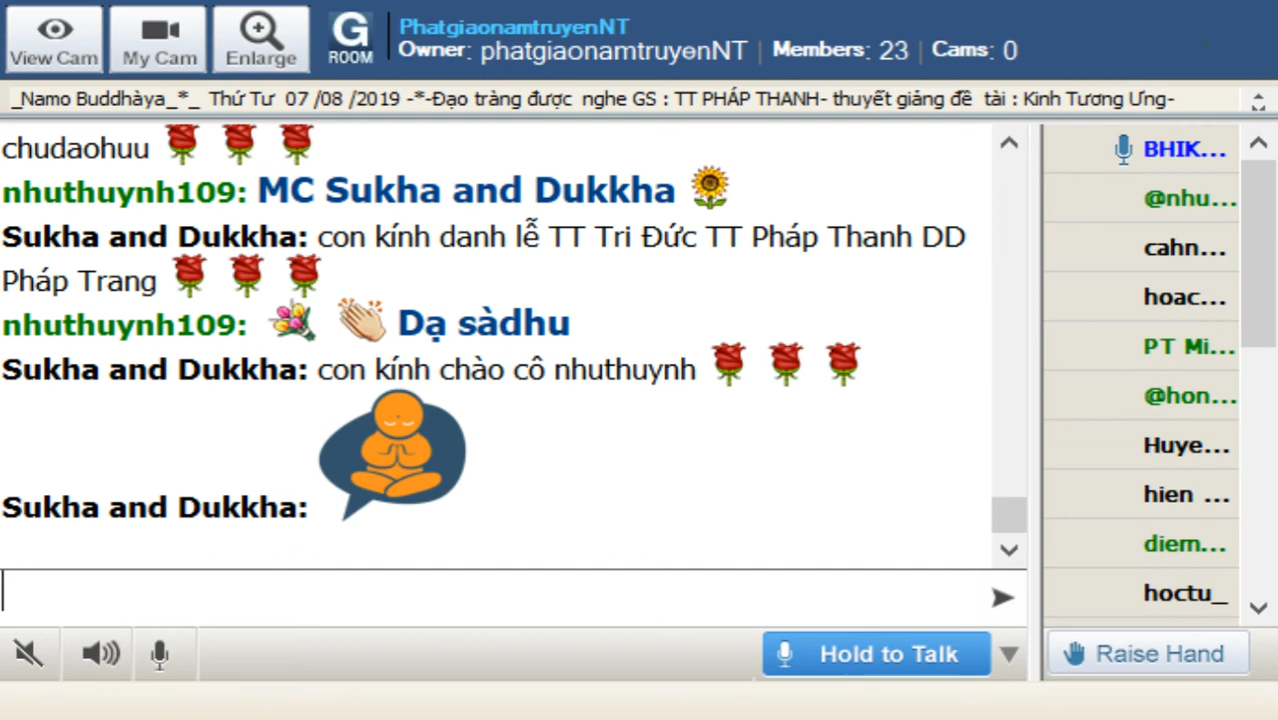 View Cam
My Cam
Enlarge
G
ROOM
PhatgiaonamtruyenNT
Owner: phatgiaonamtruyenNT | Members: 23 | Cams: 0
_Namo Buddhàya_*_ Thứ Tư 07 /08 /2019 -*-Đạo tràng được nghe GS : TT PHÁP THANH- thuyết giảng đề tài : Kinh Tương Ưng-
chudaohuu
nhuthuynh109: MC Sukha and Dukkha
Sukha and Dukkha: con kính danh lễ TT Tri Đức TT Pháp Thanh DD
Pháp Trang
nhuthuynh109: Dạ sàdhu
Sukha and Dukkha: con kính chào cô nhuthuynh
Sukha and Dukkha:
BHIK...
@nhu...
cahn...
hoac...
PT Mi...
@hon...
Huye...
hien ...
diem...
hoctu_
Hold to Talk
Raise Hand